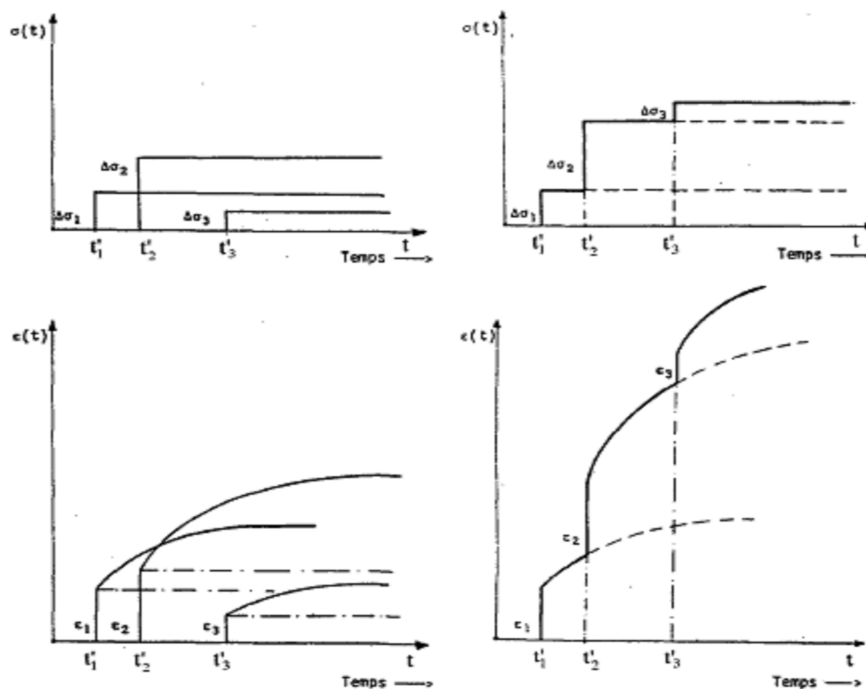 σ(t)
Δσ₂
Δσ₁
Δσ₃
t'₁
t'₂
t'₃
t
Temps
σ(t)
Δσ₃
Δσ₂
Δσ₁
t'₁
t'₂
t'₃
t
Temps
ε(t)
ε₁
ε₂
ε₃
t'₁
t'₂
t'₃
t
Temps
ε(t)
ε₃
ε₂
ε₁
t'₁
t'₂
t'₃
t
Temps